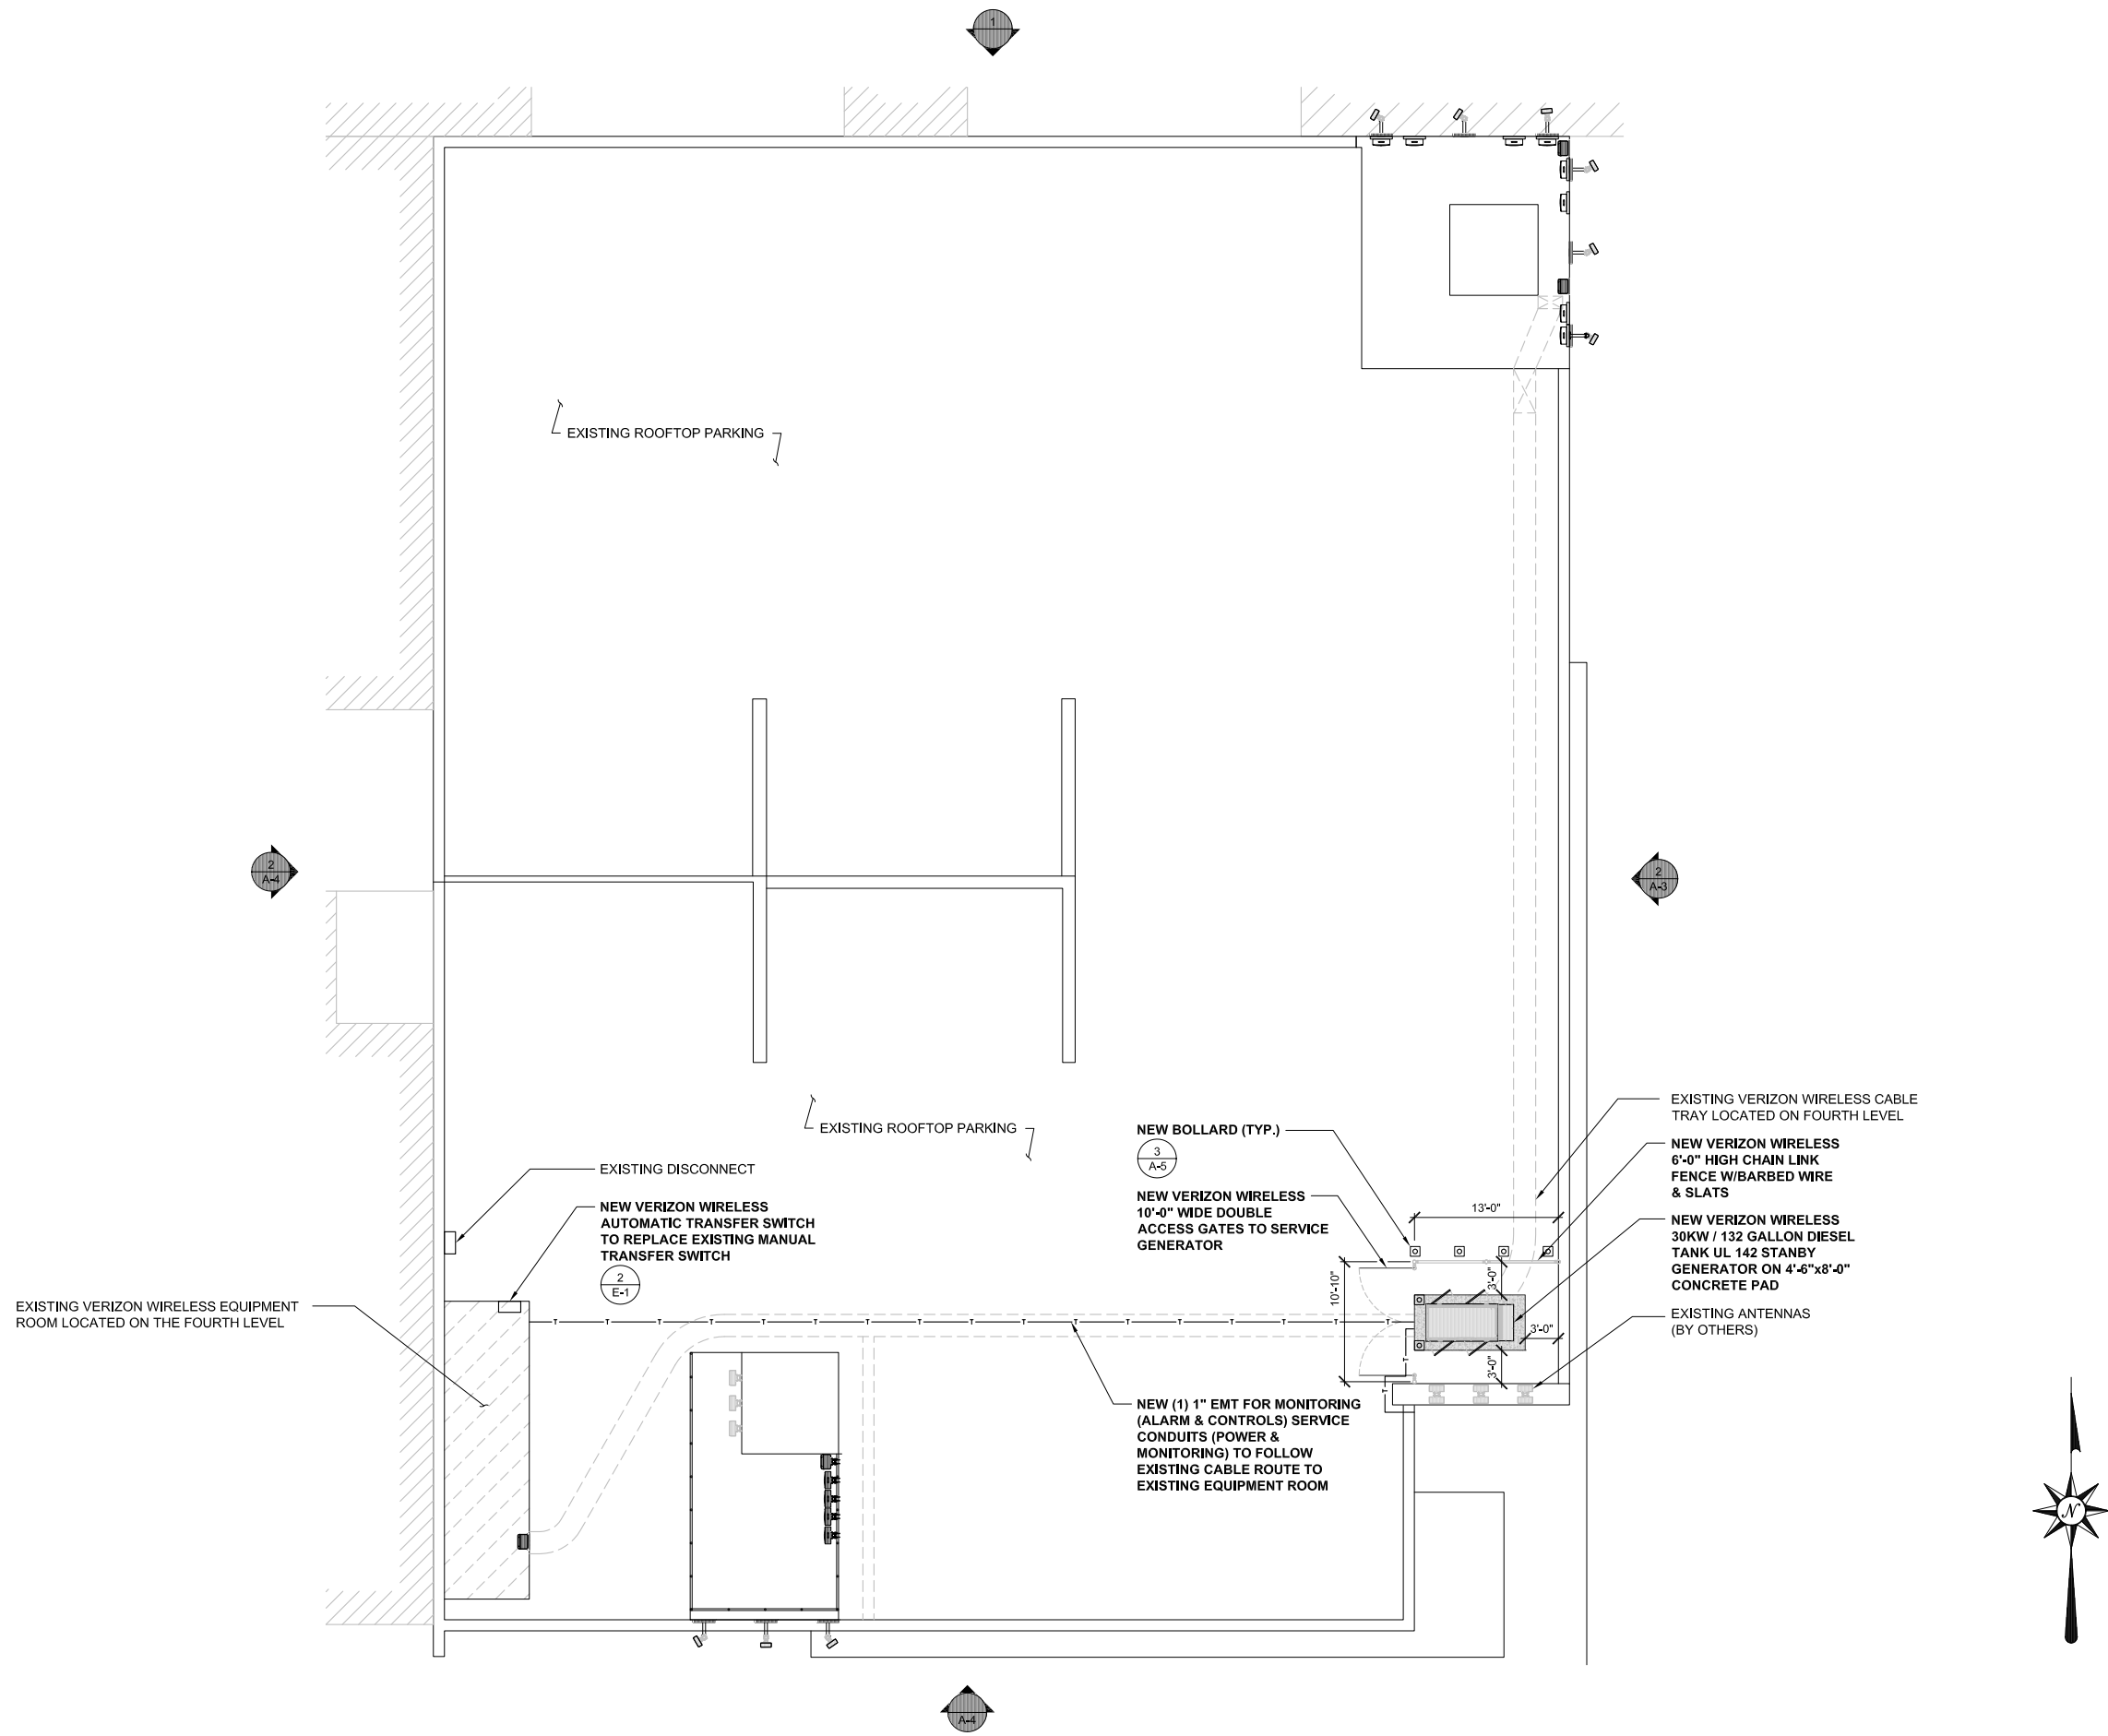 1
EXISTING ROOFTOP PARKING
2
A-4
2
A-3
EXISTING ROOFTOP PARKING
EXISTING DISCONNECT
NEW VERIZON WIRELESS
AUTOMATIC TRANSFER SWITCH
TO REPLACE EXISTING MANUAL
TRANSFER SWITCH
2
E-1
EXISTING VERIZON WIRELESS EQUIPMENT
ROOM LOCATED ON THE FOURTH LEVEL
NEW BOLLARD (TYP.)
3
A-5
NEW VERIZON WIRELESS
10'-0" WIDE DOUBLE
ACCESS GATES TO SERVICE
GENERATOR
EXISTING VERIZON WIRELESS CABLE
TRAY LOCATED ON FOURTH LEVEL
NEW VERIZON WIRELESS
6'-0" HIGH CHAIN LINK
FENCE W/BARBED WIRE
& SLATS
NEW VERIZON WIRELESS
30KW / 132 GALLON DIESEL
TANK UL 142 STANBY
GENERATOR ON 4'-6"x8'-0"
CONCRETE PAD
EXISTING ANTENNAS
(BY OTHERS)
13'-0"
10'-10"
3'-0"
3'-0"
3'-0"
T T T T T T T T T T T T T T T T T
T
T
NEW (1) 1" EMT FOR MONITORING
(ALARM & CONTROLS) SERVICE
CONDUITS (POWER &
MONITORING) TO FOLLOW
EXISTING CABLE ROUTE TO
EXISTING EQUIPMENT ROOM
N
A-4